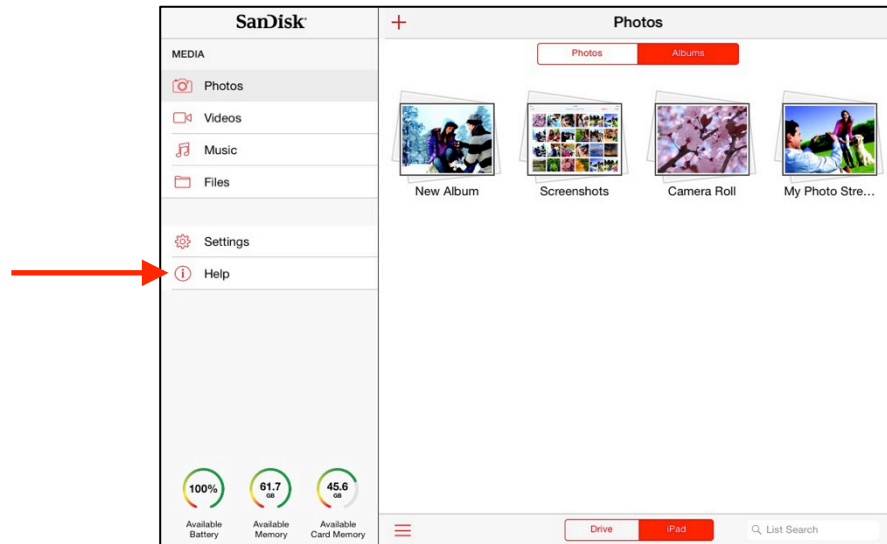 SanDisk
MEDIA
Photos
Videos
Music
Files
Settings
Help
100%
61.7
GB
45.6
GB
Available
Battery
Available
Memory
Available
Card Memory
Photos
Photos
Albums
New Album
Screenshots
Camera Roll
My Photo Stre...
Drive
iPad
List Search